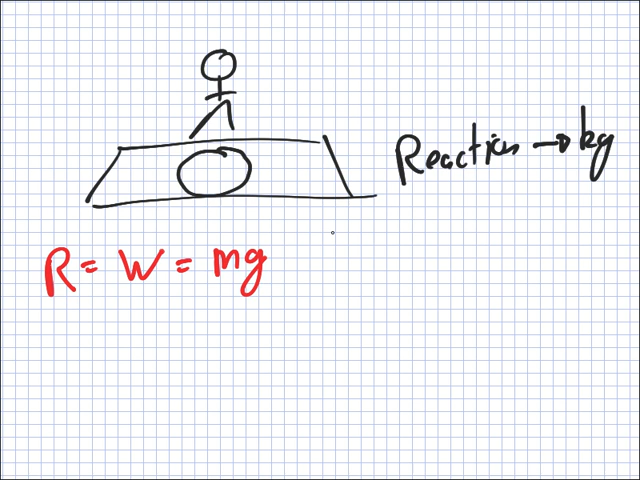 Reaction → kg
R = W = mg